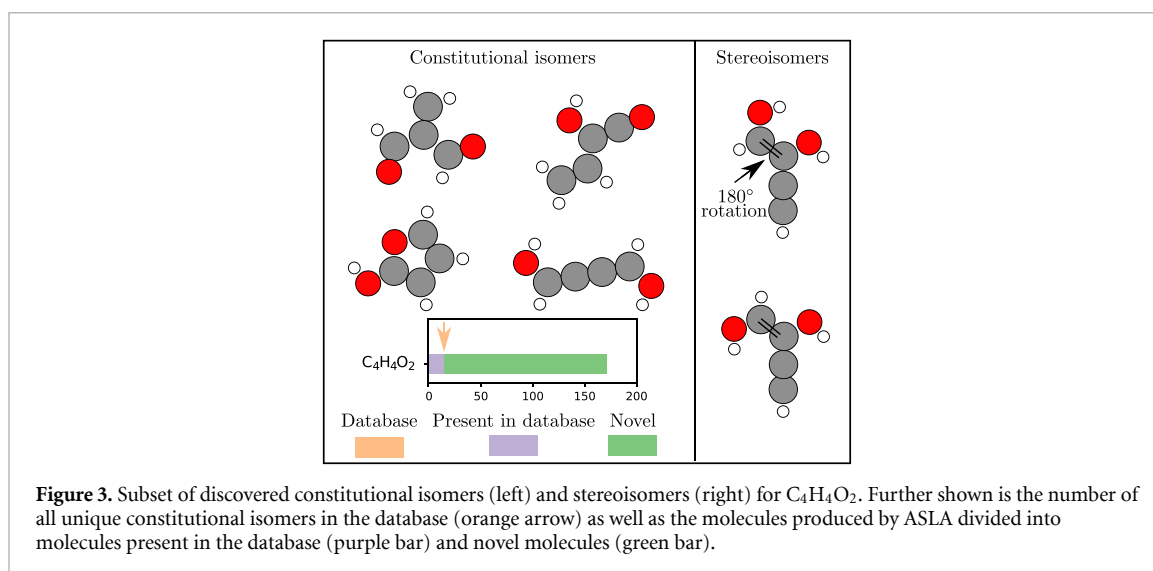 Constitutional isomers
Stereoisomers
180°
rotation
C₄H₄O₂
0 50 100 150 200
Database Present in database Novel
Figure 3. Subset of discovered constitutional isomers (left) and stereoisomers (right) for C₄H₄O₂. Further shown is the number of
all unique constitutional isomers in the database (orange arrow) as well as the molecules produced by ASLA divided into
molecules present in the database (purple bar) and novel molecules (green bar).